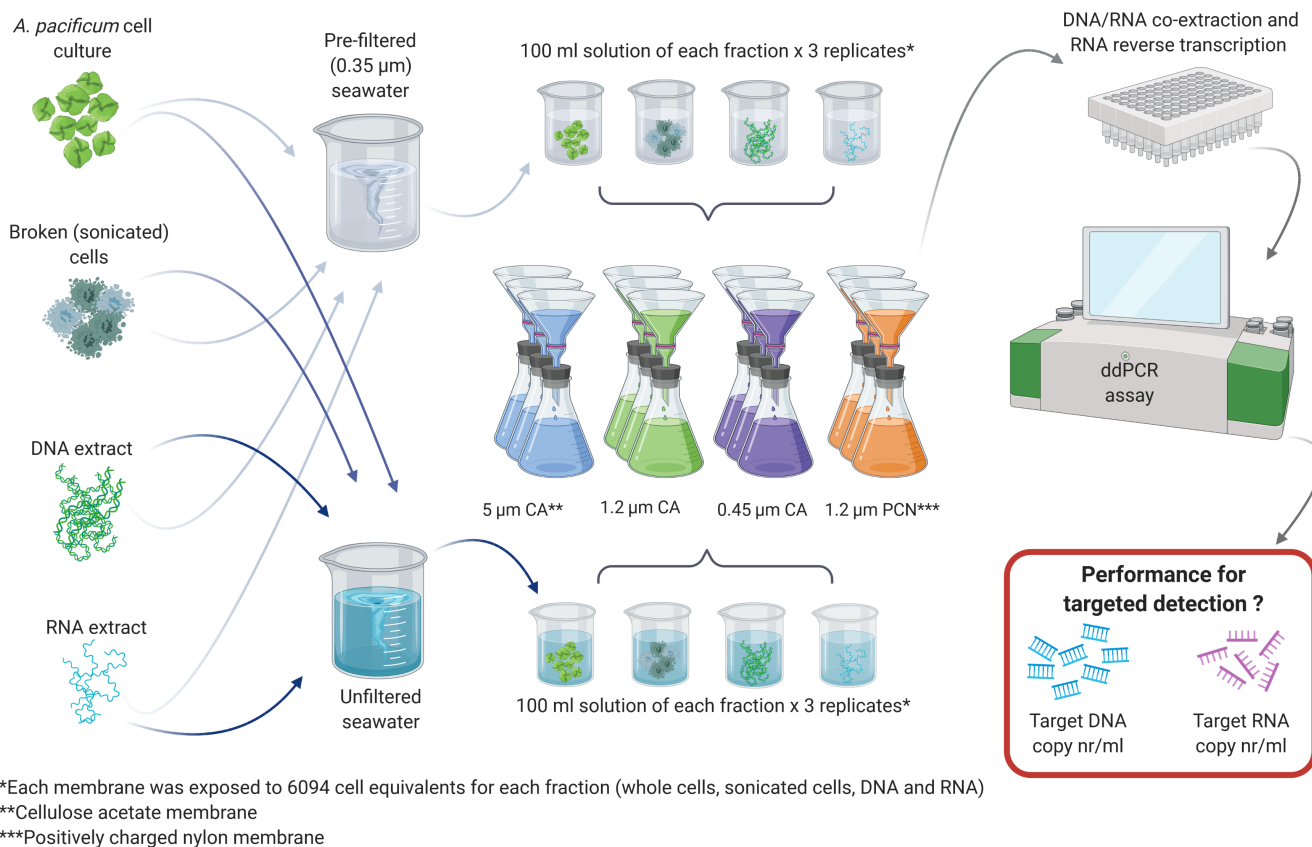 A. pacificum cell
culture
Pre-filtered
(0.35 µm)
seawater
100 ml solution of each fraction x 3 replicates*
DNA/RNA co-extraction and
RNA reverse transcription
Broken (sonicated)
cells
ddPCR
assay
DNA extract
5 µm CA**
1.2 µm CA
0.45 µm CA
1.2 µm PCN***
RNA extract
Unfiltered
seawater
100 ml solution of each fraction x 3 replicates*
Performance for
targeted detection ?
Target DNA
copy nr/ml
Target RNA
copy nr/ml
*Each membrane was exposed to 6094 cell equivalents for each fraction (whole cells, sonicated cells, DNA and RNA)
**Cellulose acetate membrane
***Positively charged nylon membrane